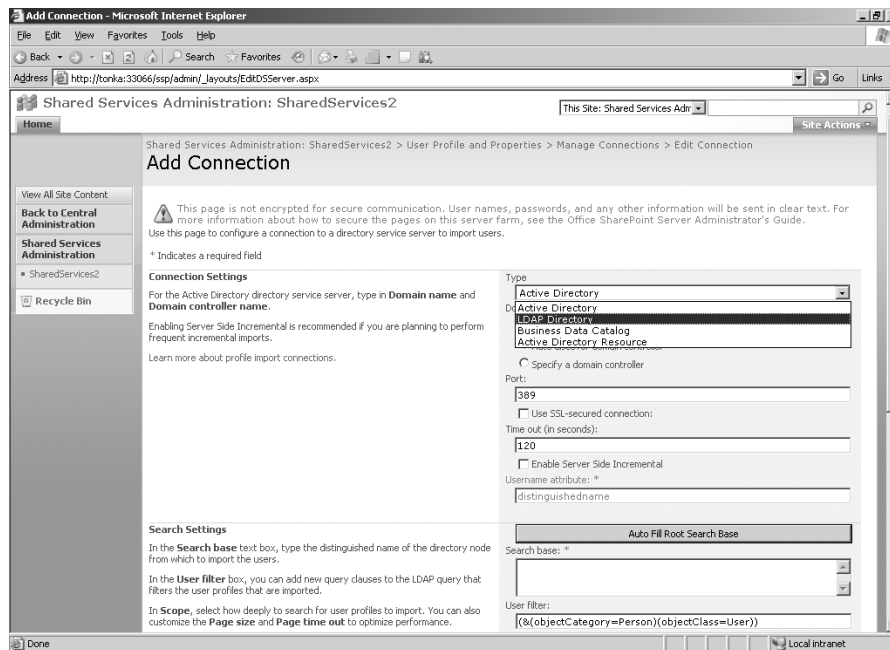 Add Connection - Microsoft Internet Explorer
File Edit View Favorites Tools Help
Back Search Favorites
Address http://tonka:33066/ssp/admin/_layouts/EditDSServer.aspx Go Links
Shared Services Administration: SharedServices2
This Site: Shared Services Adm
Home
Site Actions
Shared Services Administration: SharedServices2 > User Profile and Properties > Manage Connections > Edit Connection
Add Connection
View All Site Content
Back to Central
Administration
Shared Services
Administration
SharedServices2
Recycle Bin
This page is not encrypted for secure communication. User names, passwords, and any other information will be sent in clear text. For
more information about how to secure the pages on this server farm, see the Office SharePoint Server Administrator's Guide.
Use this page to configure a connection to a directory service server to import users.
* Indicates a required field
Connection Settings
For the Active Directory directory service server, type in Domain name and
Domain controller name.
Enabling Server Side Incremental is recommended if you are planning to perform
frequent incremental imports.
Learn more about profile import connections.
Type
Active Directory
Active Directory
LDAP Directory
Business Data Catalog
Active Directory Resource
Specify a domain controller
Port:
389
Use SSL-secured connection:
Time out (in seconds):
120
Enable Server Side Incremental
Username attribute: *
distinguishedname
Search Settings
In the Search base text box, type the distinguished name of the directory node
from which to import the users.
In the User filter box, you can add new query clauses to the LDAP query that
filters the user profiles that are imported.
In Scope, select how deeply to search for user profiles to import. You can also
customize the Page size and Page time out to optimize performance.
Auto Fill Root Search Base
Search base: *
User filter:
(&(objectCategory=Person)(objectClass=User))
Done
Local intranet